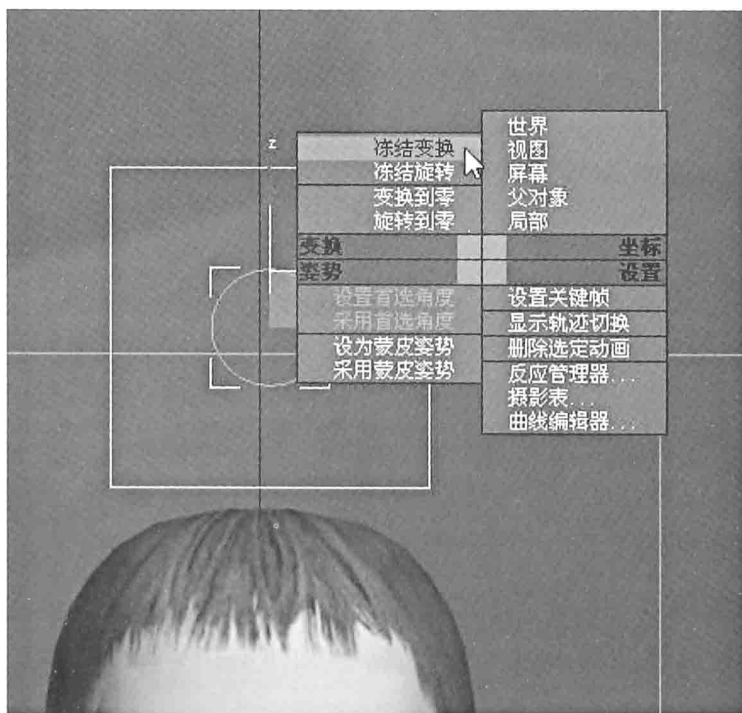 z
冻结变换
冻结旋转
变换到零
旋转到零
变换
姿势
设置首选角度
采用首选角度
设为蒙皮姿势
采用蒙皮姿势
世界
视图
屏幕
父对象
局部
坐标
设置
设置关键帧
显示轨迹切换
删除选定动画
反应管理器...
摄影表...
曲线编辑器...